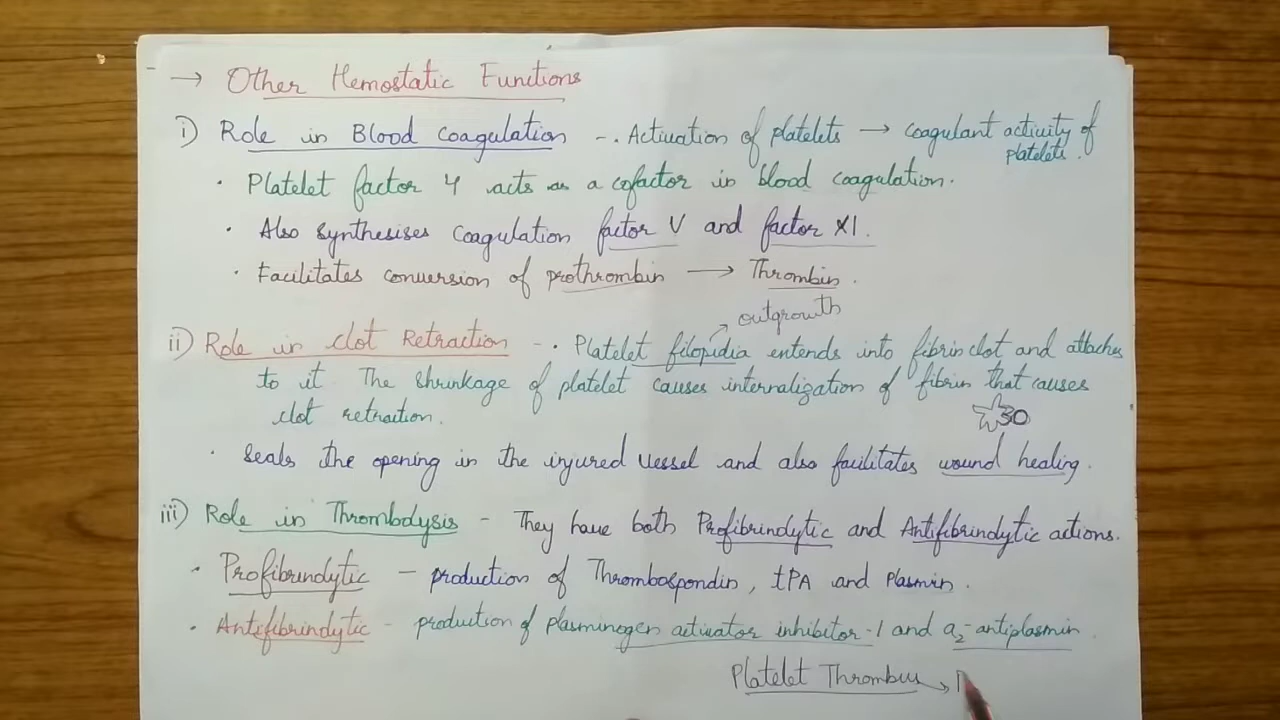 → Other Hemostatic Functions
i) Role in Blood coagulation -. Activation of platelets → coagulant activity of platelets.
· Platelet factor 4 acts as a cofactor in blood coagulation.
· Also synthesises coagulation factor V and factor XI.
· Facilitates conversion of prothrombin → Thrombin.
outgrowth
ii) Role in clot Retraction -. Platelet filopidia entends into fibrin clot and attaches
to it. The shrinkage of platelet causes internalization of fibrin that causes
clot retraction.
30
· Seals the opening in the injured vessel and also facilitates wound healing.
iii) Role in Thrombolysis - They have both Profibrinolytic and Antifibrinolytic actions.
· Profibrinolytic - production of Thrombospondin, tPA and Plasmin.
· Antifibrinolytic - production of plasminogen activator inhibitor-1 and a2-antiplasmin.
Platelet Thrombus →